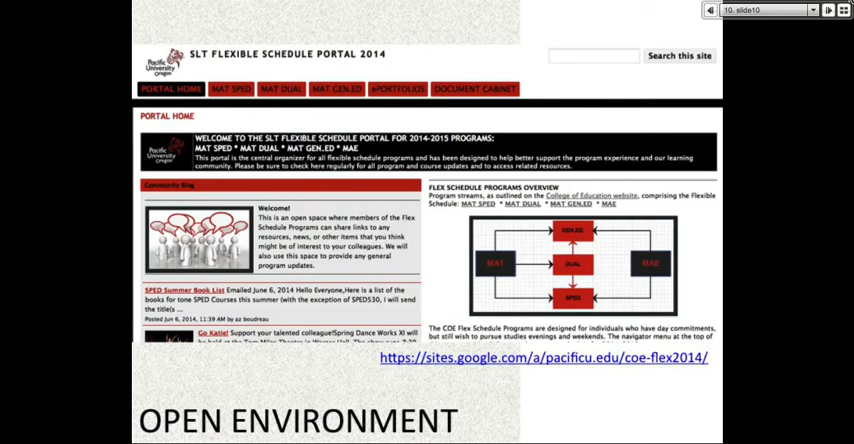 10. slide10
SLT FLEXIBLE SCHEDULE PORTAL 2014
Pacific
University
Oregon
Search this site
PORTAL HOME MAT SPED MAT DUAL MAT GEN.ED ePORTFOLIOS DOCUMENT CABINET
PORTAL HOME
WELCOME TO THE SLT FLEXIBLE SCHEDULE PORTAL FOR 2014-2015 PROGRAMS:
MAT SPED * MAT DUAL * MAT GEN.ED * MAE
This portal is the central organizer for all flexible schedule programs and has been designed to help better support the program experience and our learning
community. Please be sure to check here regularly for all program and course updates and to access related resources.
Pacific
University
Oregon
Community Blog
Welcome!
This is an open space where members of the Flex
Schedule Programs can share links to any
resources, news, or other items that you think
might be of interest to your colleagues. We will
also use this space to provide any general
program updates.
SPED Summer Book List Emailed June 6, 2014 Hello Everyone,Here is a list of the
books for tone SPED Courses this summer (with the exception of SPED530, I will send
the title(s ...
Posted Jun 6, 2014, 11:39 AM by az boudreau
Go Katie! Support your talented colleague!Spring Dance Works XI will
FLEX SCHEDULE PROGRAMS OVERVIEW
Program streams, as outlined on the College of Education website, comprising the Flexible
Schedule: MAT SPED * MAT DUAL * MAT GEN.ED * MAE
GEN.ED
MAT DUAL MAE
SPED
The COE Flex Schedule Programs are designed for individuals who have day commitments,
but still wish to pursue studies evenings and weekends. The navigator menu at the top of
https://sites.google.com/a/pacificu.edu/coe-flex2014/
OPEN ENVIRONMENT